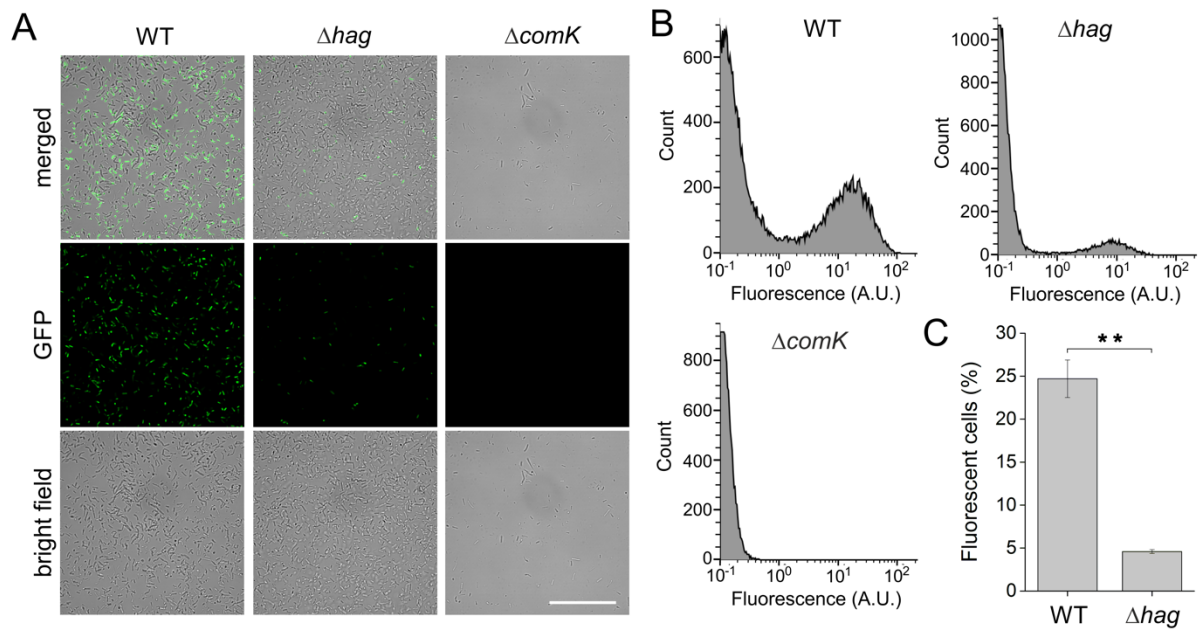 A
WT
Δhag
ΔcomK
merged
GFP
bright field
B
WT
Count
600
400
200
0
10-1
100
101
102
Fluorescence (A.U.)
Δhag
Count
1000
800
600
400
200
0
10-1
100
101
102
Fluorescence (A.U.)
ΔcomK
Count
800
600
400
200
0
10-1
100
101
102
Fluorescence (A.U.)
C
Fluorescent cells (%)
30
25
20
15
10
5
0
**
WT
Δhag